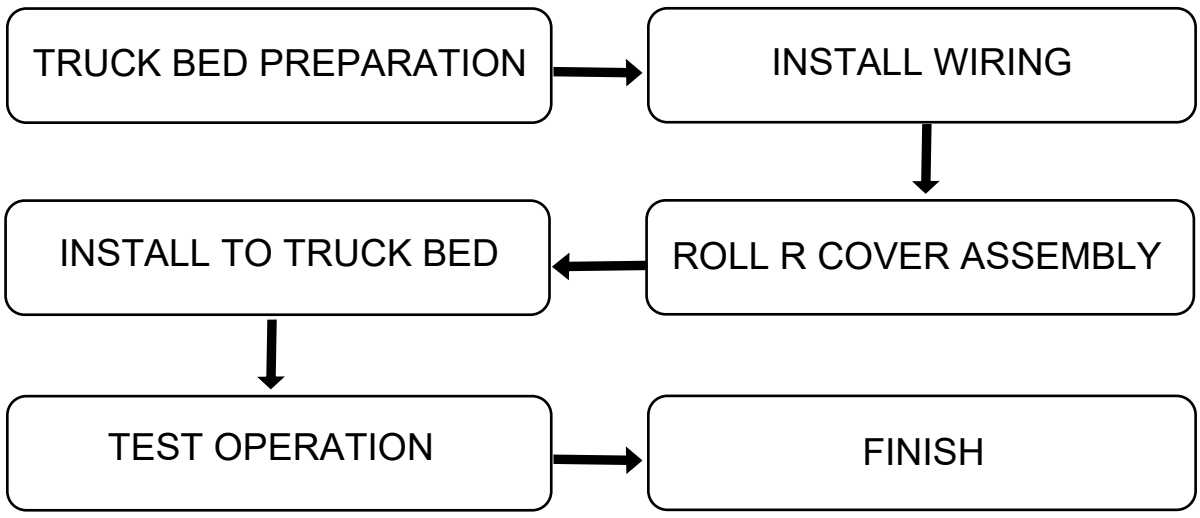 TRUCK BED PREPARATION
INSTALL WIRING
ROLL R COVER ASSEMBLY
INSTALL TO TRUCK BED
TEST OPERATION
FINISH